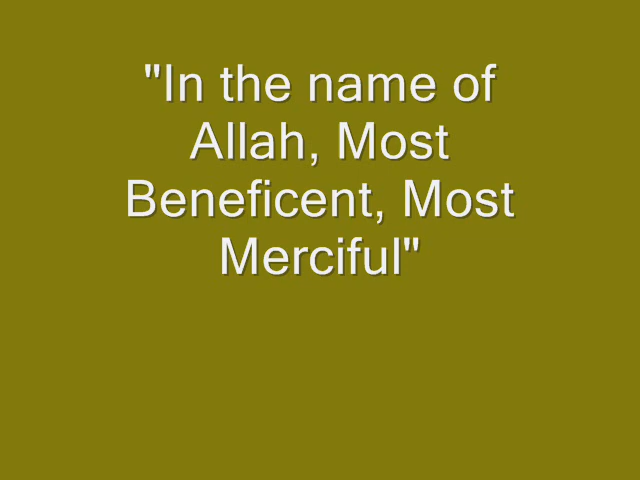 "In the name of
Allah, Most
Beneficent, Most
Merciful"